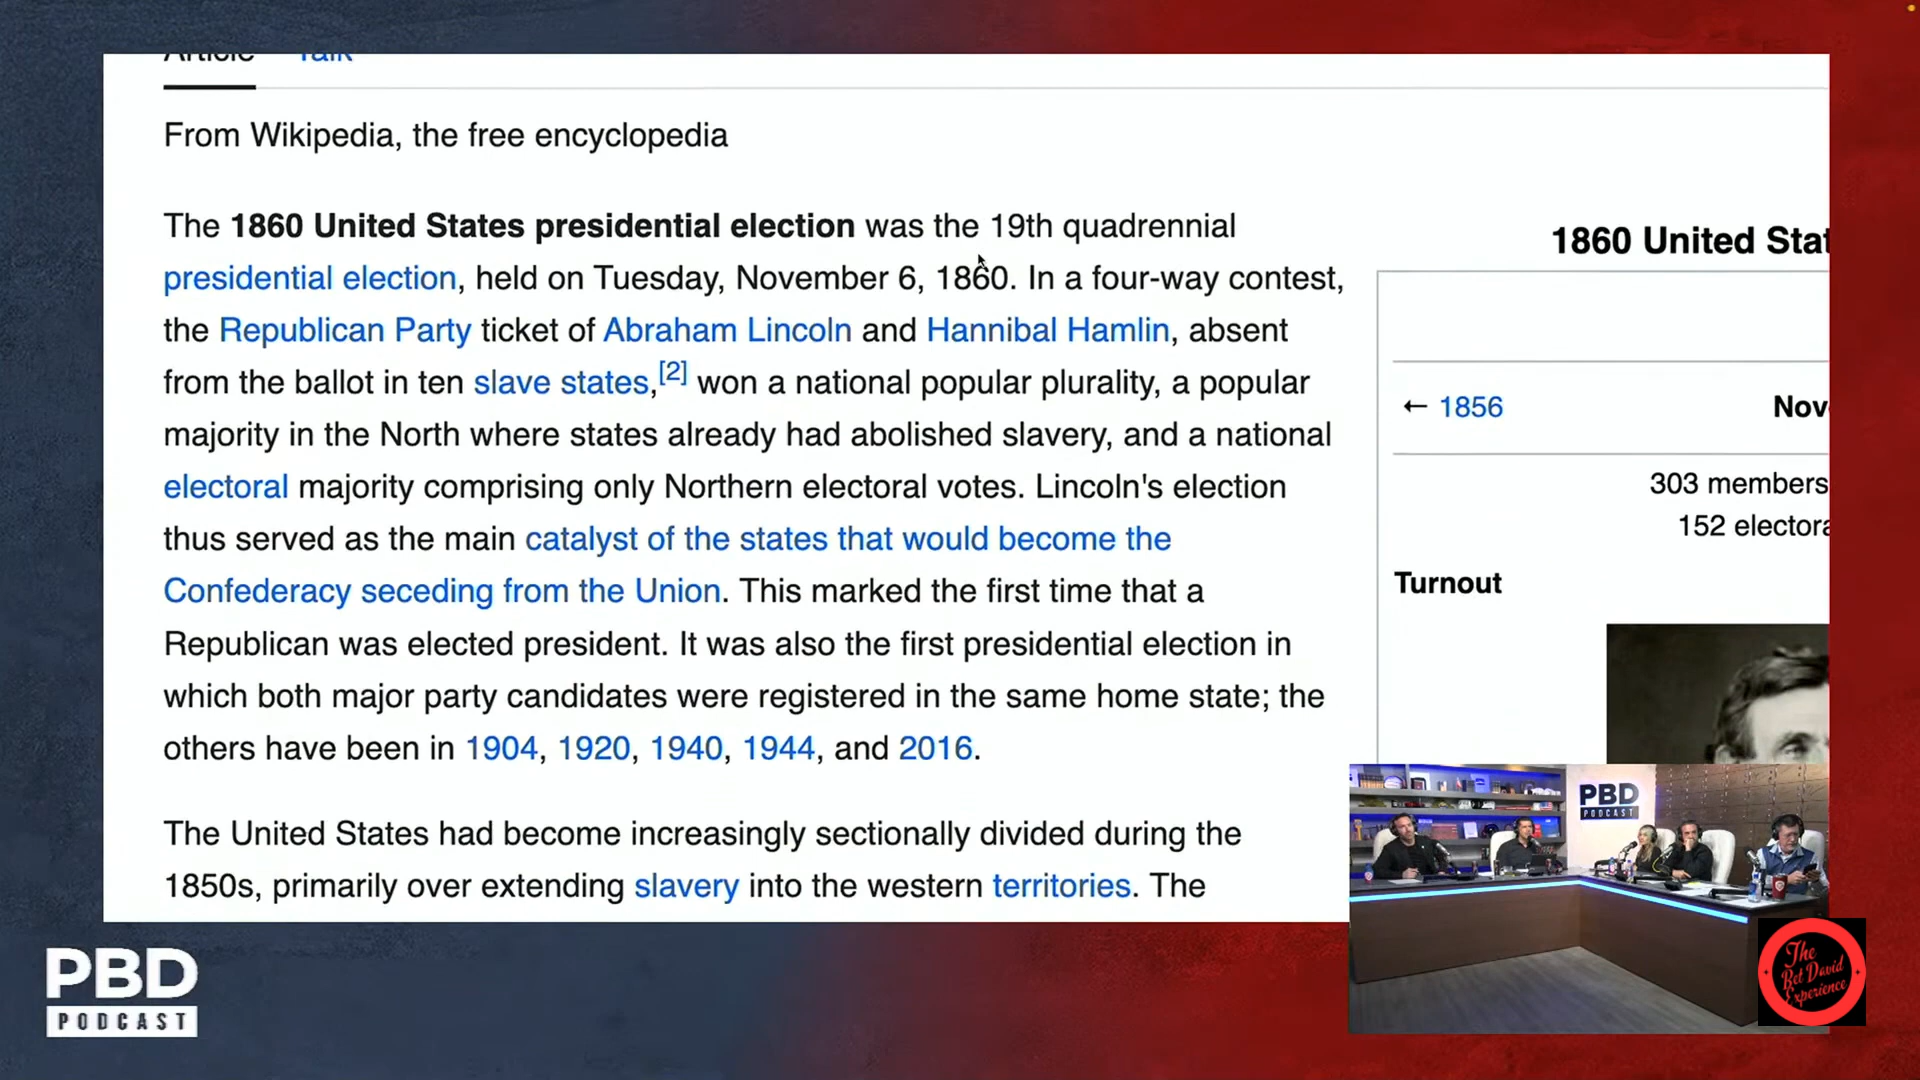 Article Talk
From Wikipedia, the free encyclopedia
The 1860 United States presidential election was the 19th quadrennial
presidential election, held on Tuesday, November 6, 1860. In a four-way contest,
the Republican Party ticket of Abraham Lincoln and Hannibal Hamlin, absent
from the ballot in ten slave states,[2] won a national popular plurality, a popular
majority in the North where states already had abolished slavery, and a national
electoral majority comprising only Northern electoral votes. Lincoln's election
thus served as the main catalyst of the states that would become the
Confederacy seceding from the Union. This marked the first time that a
Republican was elected president. It was also the first presidential election in
which both major party candidates were registered in the same home state; the
others have been in 1904, 1920, 1940, 1944, and 2016.
The United States had become increasingly sectionally divided during the
1850s, primarily over extending slavery into the western territories. The
1860 United Stat
← 1856
Nov
303 members
152 electora
Turnout
PBD
PODCAST
The
Bet David
Experience
PBD
PODCAST